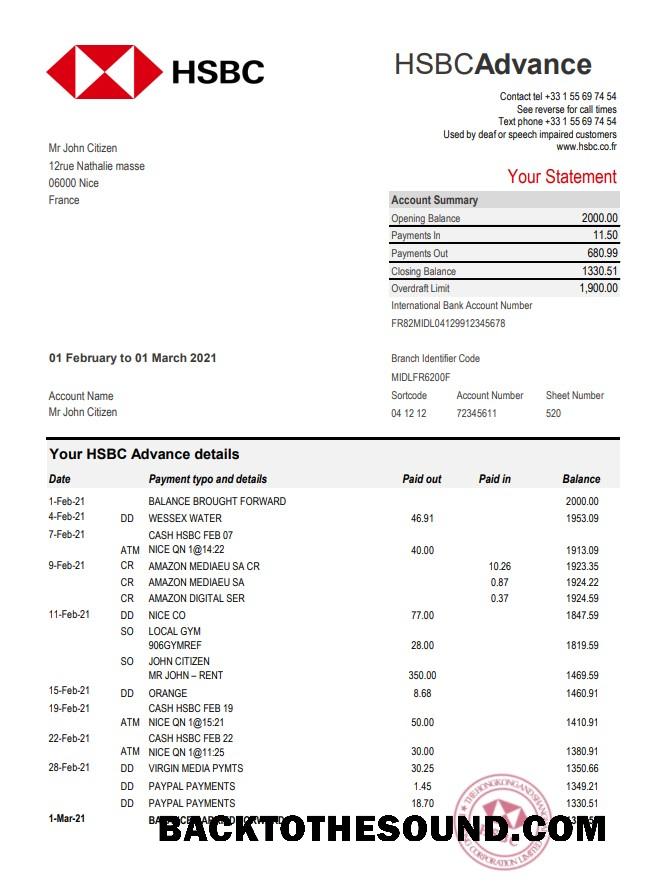 HSBC
HSBCAdvance
Contact tel +33 1 55 69 74 54
See reverse for call times
Text phone +33 1 55 69 74 54
Used by deaf or speech impaired customers
www.hsbc.co.fr
Mr John Citizen
12rue Nathalie masse
06000 Nice
France
Your Statement
Account Summary
Opening Balance 2000.00
Payments In 11.50
Payments Out 680.99
Closing Balance 1330.51
Overdraft Limit 1,900.00
International Bank Account Number
FR82MIDL04129912345678
01 February to 01 March 2021
Branch Identifier Code
MIDLFR6200F
Account Name
Mr John Citizen
Sortcode Account Number Sheet Number
04 12 12 72345611 520
Your HSBC Advance details
Date Payment typo and details Paid out Paid in Balance
1-Feb-21 BALANCE BROUGHT FORWARD 2000.00
4-Feb-21 DD WESSEX WATER 46.91 1953.09
7-Feb-21 CASH HSBC FEB 07
ATM NICE QN 1@14:22 40.00 1913.09
9-Feb-21 CR AMAZON MEDIAEU SA CR 10.26 1923.35
CR AMAZON MEDIAEU SA 0.87 1924.22
CR AMAZON DIGITAL SER 0.37 1924.59
11-Feb-21 DD NICE CO 77.00 1847.59
SO LOCAL GYM
906GYMREF 28.00 1819.59
SO JOHN CITIZEN
MR JOHN – RENT 350.00 1469.59
15-Feb-21 DD ORANGE 8.68 1460.91
19-Feb-21 CASH HSBC FEB 19
ATM NICE QN 1@15:21 50.00 1410.91
22-Feb-21 CASH HSBC FEB 22
ATM NICE QN 1@11:25 30.00 1380.91
28-Feb-21 DD VIRGIN MEDIA PYMTS 30.25 1350.66
DD PAYPAL PAYMENTS 1.45 1349.21
DD PAYPAL PAYMENTS 18.70 1330.51
1-Mar-21
BACKTOTHESOUND.COM